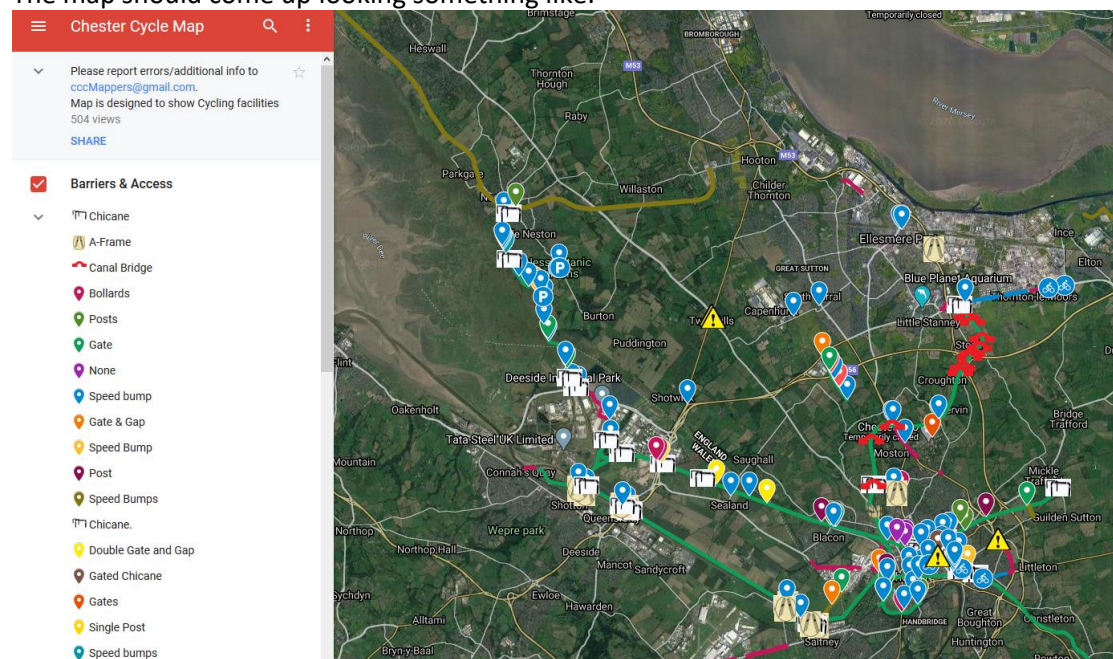 The map should come up looking something like:
Chester Cycle Map
Please report errors/additional info to
cccMappers@gmail.com.
Map is designed to show Cycling facilities
504 views
SHARE
Barriers & Access
Chicane
A-Frame
Canal Bridge
Bollards
Posts
Gate
None
Speed bump
Gate & Gap
Speed Bump
Post
Speed Bumps
Chicane.
Double Gate and Gap
Gated Chicane
Gates
Single Post
Speed bumps
Brimstage
Temporarily closed
BROMBOROUGH
Heswall
M53
Thornton
Hough
River Mersey
Raby
Hooton
M53
Parkgate
Willaston
Childer
Thornton
Neston
Ellesmere P
Ince
River Dee
GREAT SUTTON
Blue Planet Aquarium
Elton
Thornton-le-Moors
Capenhurst
Little Stanney
Burton
Puddington
Croughton
Deeside Industrial Park
Shotwick
Oakenholt
Bridge
Trafford
Tata Steel UK Limited
ENGLAND
WALES
Temporarily closed
Moston
Mountain
Connah's Quay
Saughall
Mickle
Trafford
Shotton
Sealand
Guilden Sutton
Northop
Wepre park
Blacon
Northop Hall
Deeside
Mancot
Sandycroft
Littleton
Sychdyn
Ewloe
Hawarden
Great
Boughton
Christleton
Alltami
HANDBRIDGE
Huntington
Saltney
Bryn-y-Baal